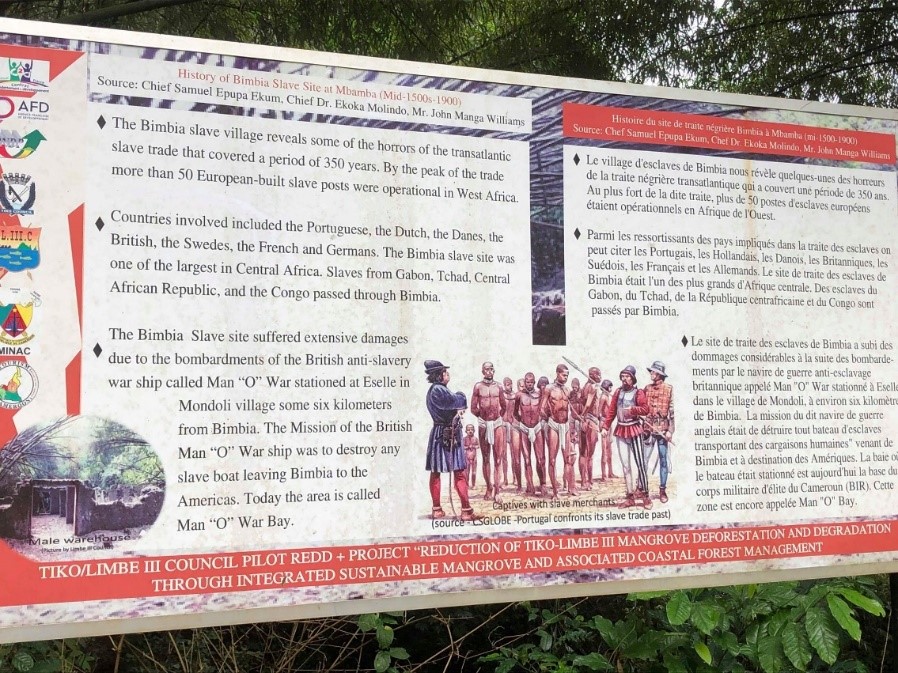 AFD
L.III.C
MINAC
History of Bimbia Slave Site at Mbamba (Mid-1500s-1900)
Source: Chief Samuel Epupa Ekum, Chief Dr. Ekoka Molindo, Mr. John Manga Williams
The Bimbia slave village reveals some of the horrors of the transatlantic
slave trade that covered a period of 350 years. By the peak of the trade
more than 50 European-built slave posts were operational in West Africa.
Countries involved included the Portuguese, the Dutch, the Danes, the
British, the Swedes, the French and Germans. The Bimbia slave site was
one of the largest in Central Africa. Slaves from Gabon, Tchad, Central
African Republic, and the Congo passed through Bimbia.
The Bimbia Slave site suffered extensive damages
due to the bombardments of the British anti-slavery
war ship called Man “O” War stationed at Eselle in
Mondoli village some six kilometers
from Bimbia. The Mission of the British
Man “O” War ship was to destroy any
slave boat leaving Bimbia to the
Americas. Today the area is called
Man “O” War Bay.
Male warehouse
(Picture by Limbe III Council)
Histoire du site de traite négrière Bimbia à Mbamba (mi-1500-1900)
Source: Chef Samuel Epupa Ekum, Chef Dr. Ekoka Molindo, Mr. John Manga Williams
Le village d'esclaves de Bimbia nous révèle quelques-unes des horreurs
de la traite négrière transatlantique qui a couvert une période de 350 ans.
Au plus fort de la dite traite, plus de 50 postes d'esclaves européens
étaient opérationnels en Afrique de l'Ouest.
Parmi les ressortissants des pays impliqués dans la traite des esclaves on
peut citer les Portugais, les Hollandais, les Danois, les Britanniques, les
Suédois, les Français et les Allemands. Le site de traite des esclaves de
Bimbia était l'un des plus grands d'Afrique centrale. Des esclaves du
Gabon, du Tchad, de la République centrafricaine et du Congo sont
passés par Bimbia.
Le site de traite des esclaves de Bimbia a subi des
dommages considérables à la suite des bombarde-
ments par le navire de guerre anti-esclavage
britannique appelé Man "O" War stationné à Eselle
dans le village de Mondoli, à environ six kilomètres
de Bimbia. La mission du dit navire de guerre
anglais était de détruire tout bateau d'esclaves
transportant des cargaisons humaines" venant de
Bimbia et à destination des Amériques. La baie où
le bateau était stationné est aujourd'hui la base du
corps militaire d'élite du Cameroun (BIR). Cette
zone est encore appelée Man "O" Bay.
Captives with slave merchants
(source - CSGLOBE -Portugal confronts its slave trade past)
TIKO/LIMBE III COUNCIL PILOT REDD + PROJECT “REDUCTION OF TIKO-LIMBE III MANGROVE DEFORESTATION AND DEGRADATION
THROUGH INTEGRATED SUSTAINABLE MANGROVE AND ASSOCIATED COASTAL FOREST MANAGEMENT